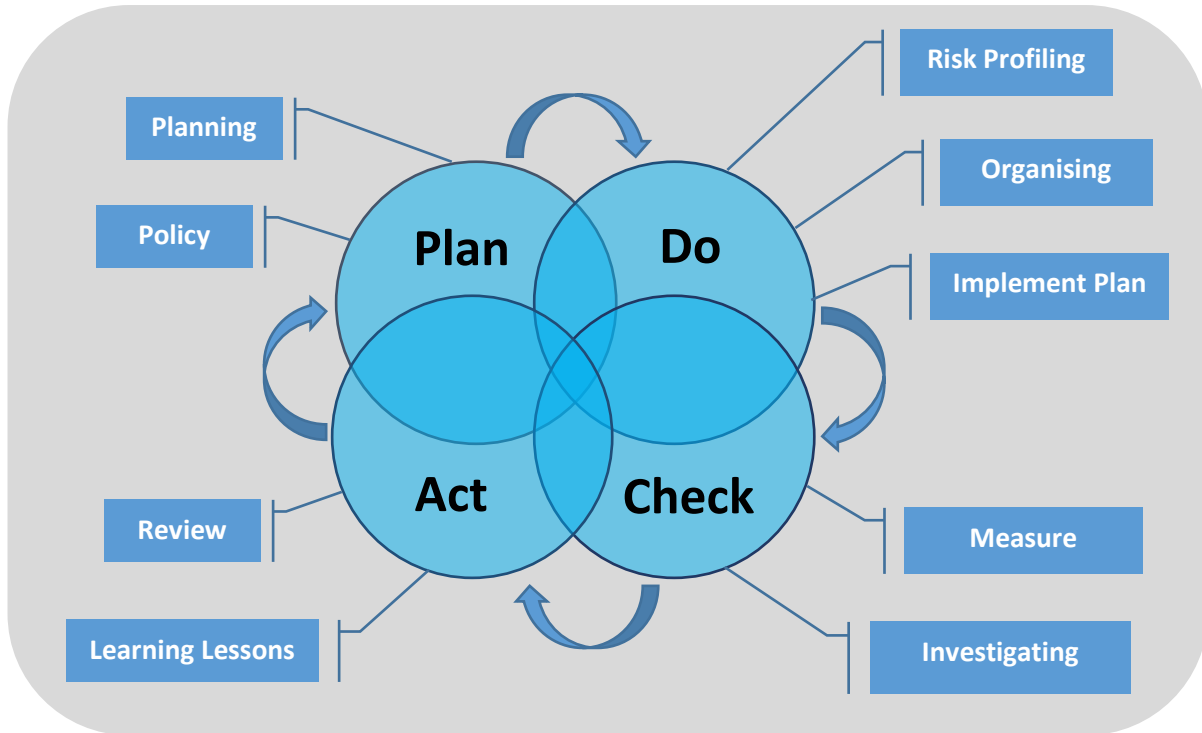 Risk Profiling
Planning
Organising
Policy
Plan
Do
Implement Plan
Act
Check
Review
Measure
Learning Lessons
Investigating